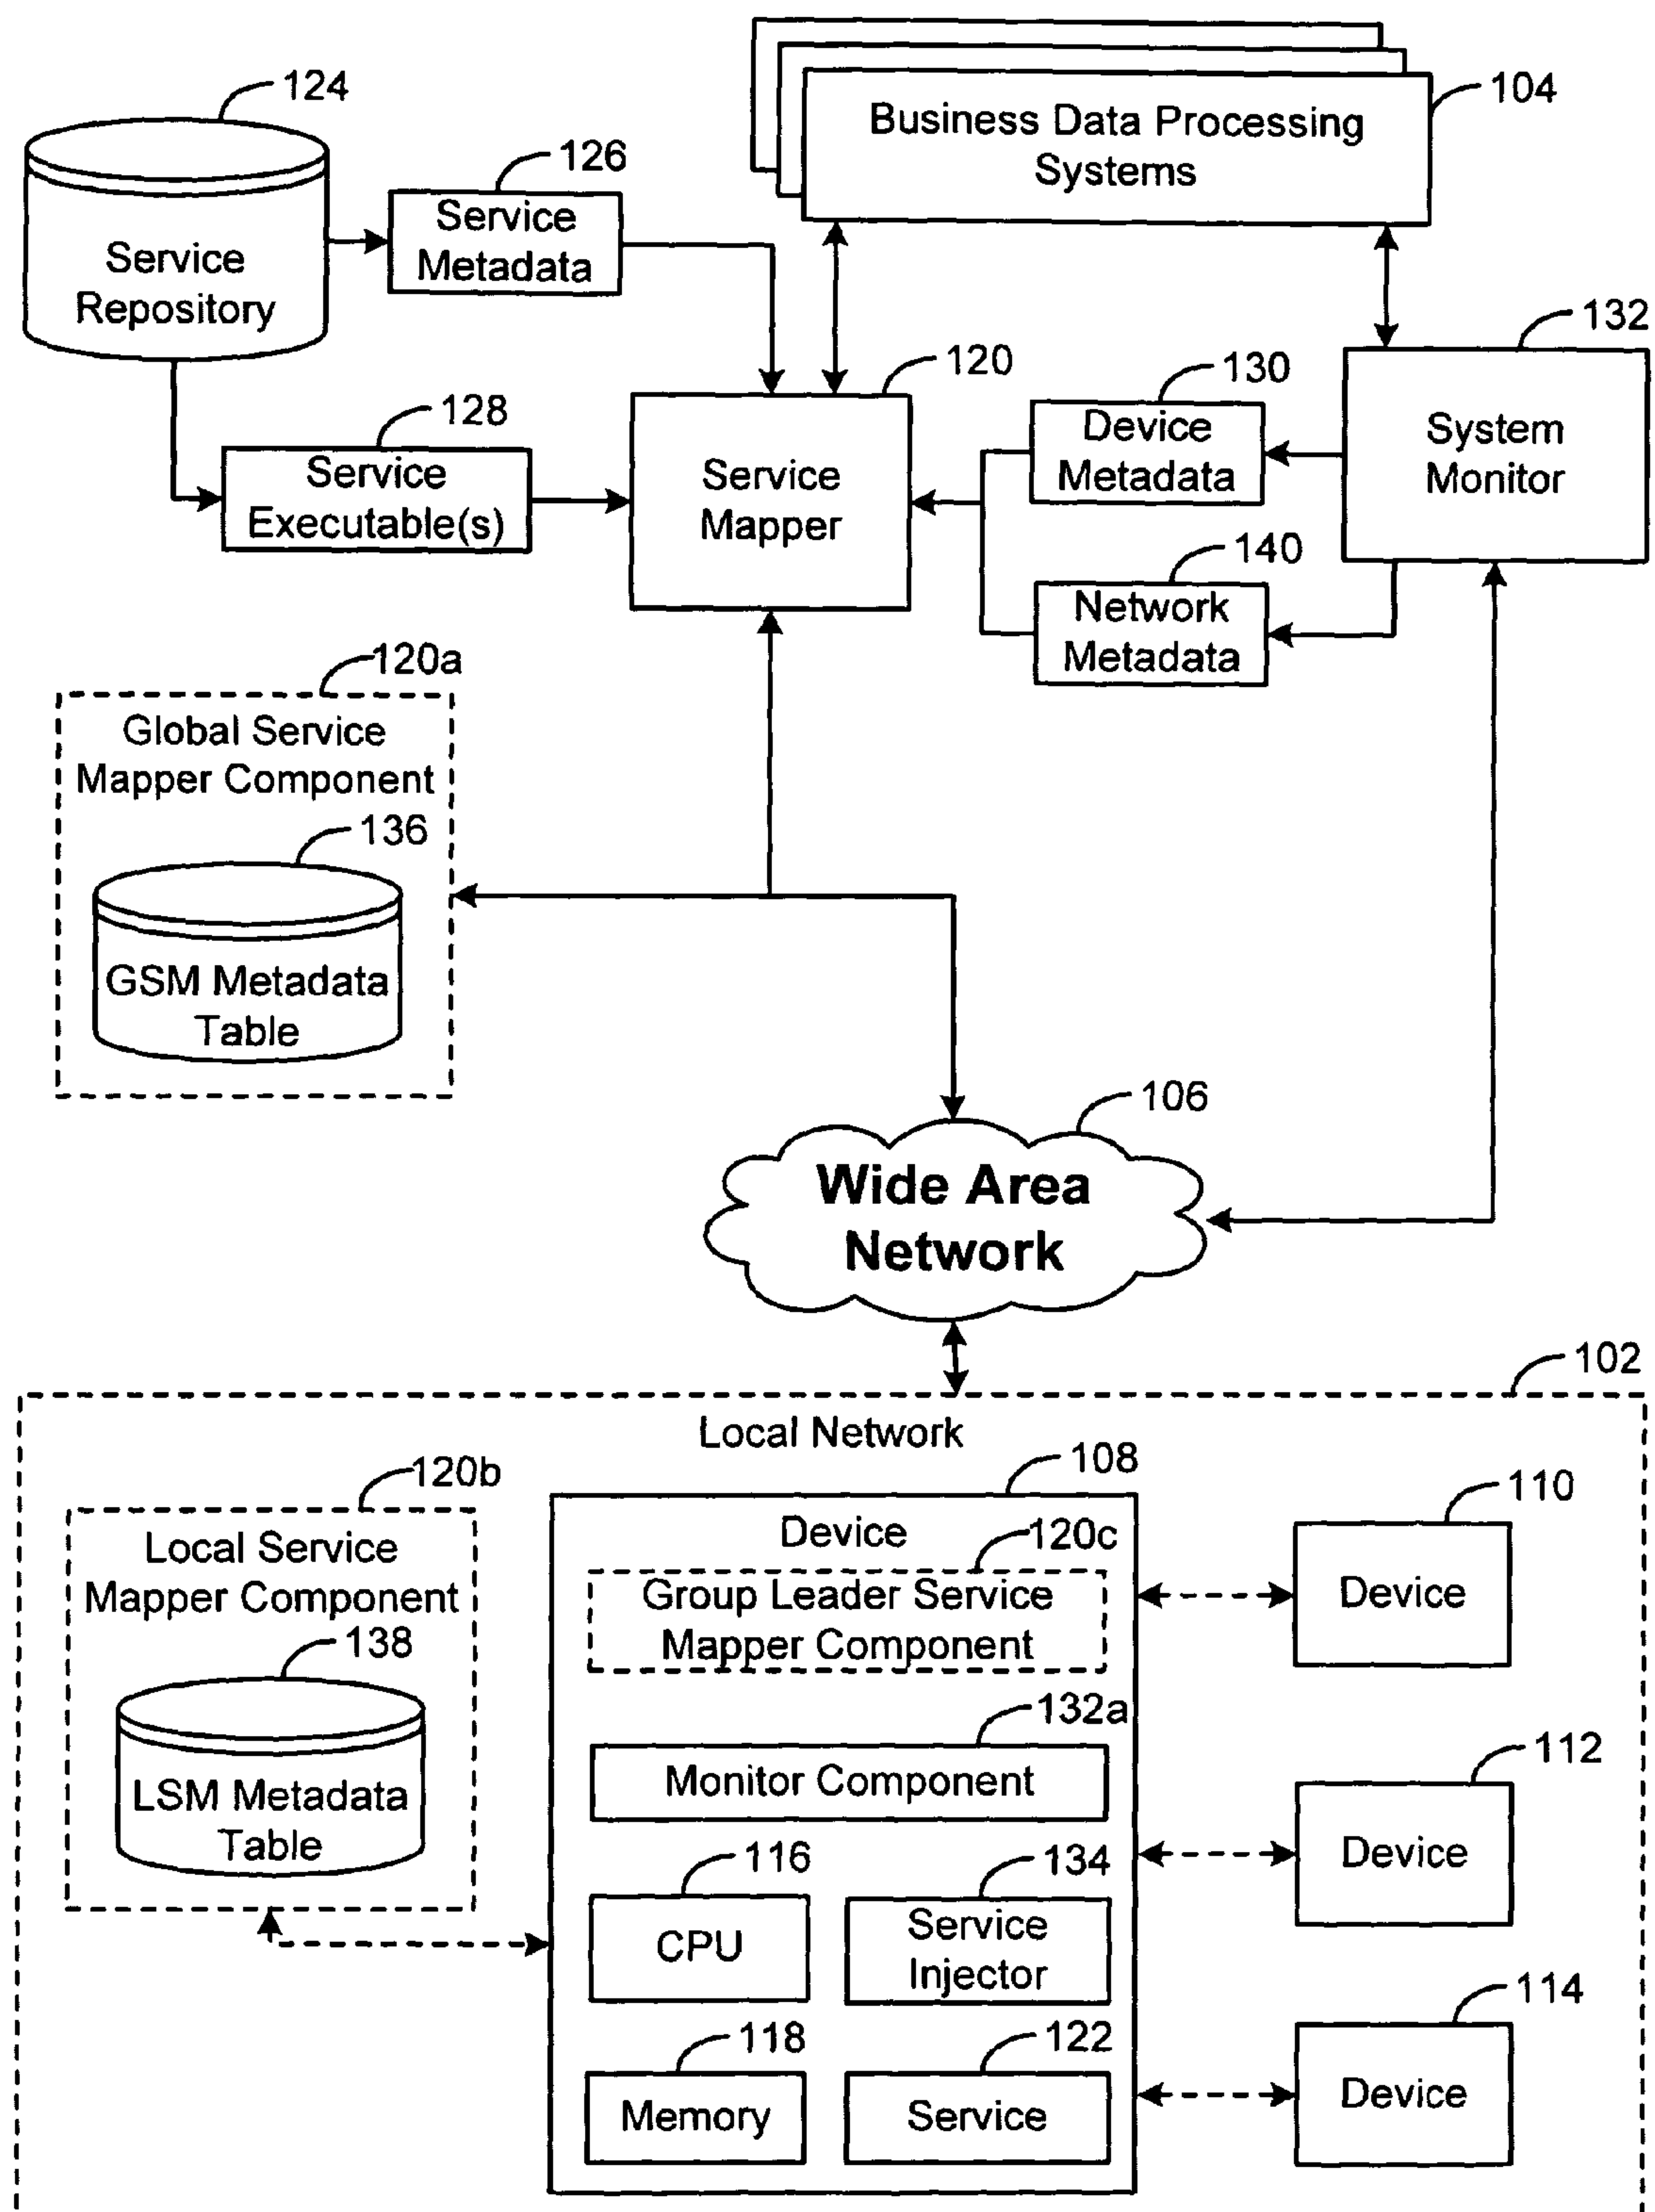 124
104
Business Data Processing
Systems
126
Service
Metadata
Service
Repository
132
120
130
Device
Metadata
System
Monitor
128
Service
Executable(s)
Service
Mapper
140
Network
Metadata
120a
Global Service
Mapper Component
136
GSM Metadata
Table
106
Wide Area
Network
102
Local Network
120b
Local Service
Mapper Component
138
LSM Metadata
Table
108
Device
120c
Group Leader Service
Mapper Component
132a
Monitor Component
116
CPU
134
Service
Injector
118
Memory
122
Service
110
Device
112
Device
114
Device